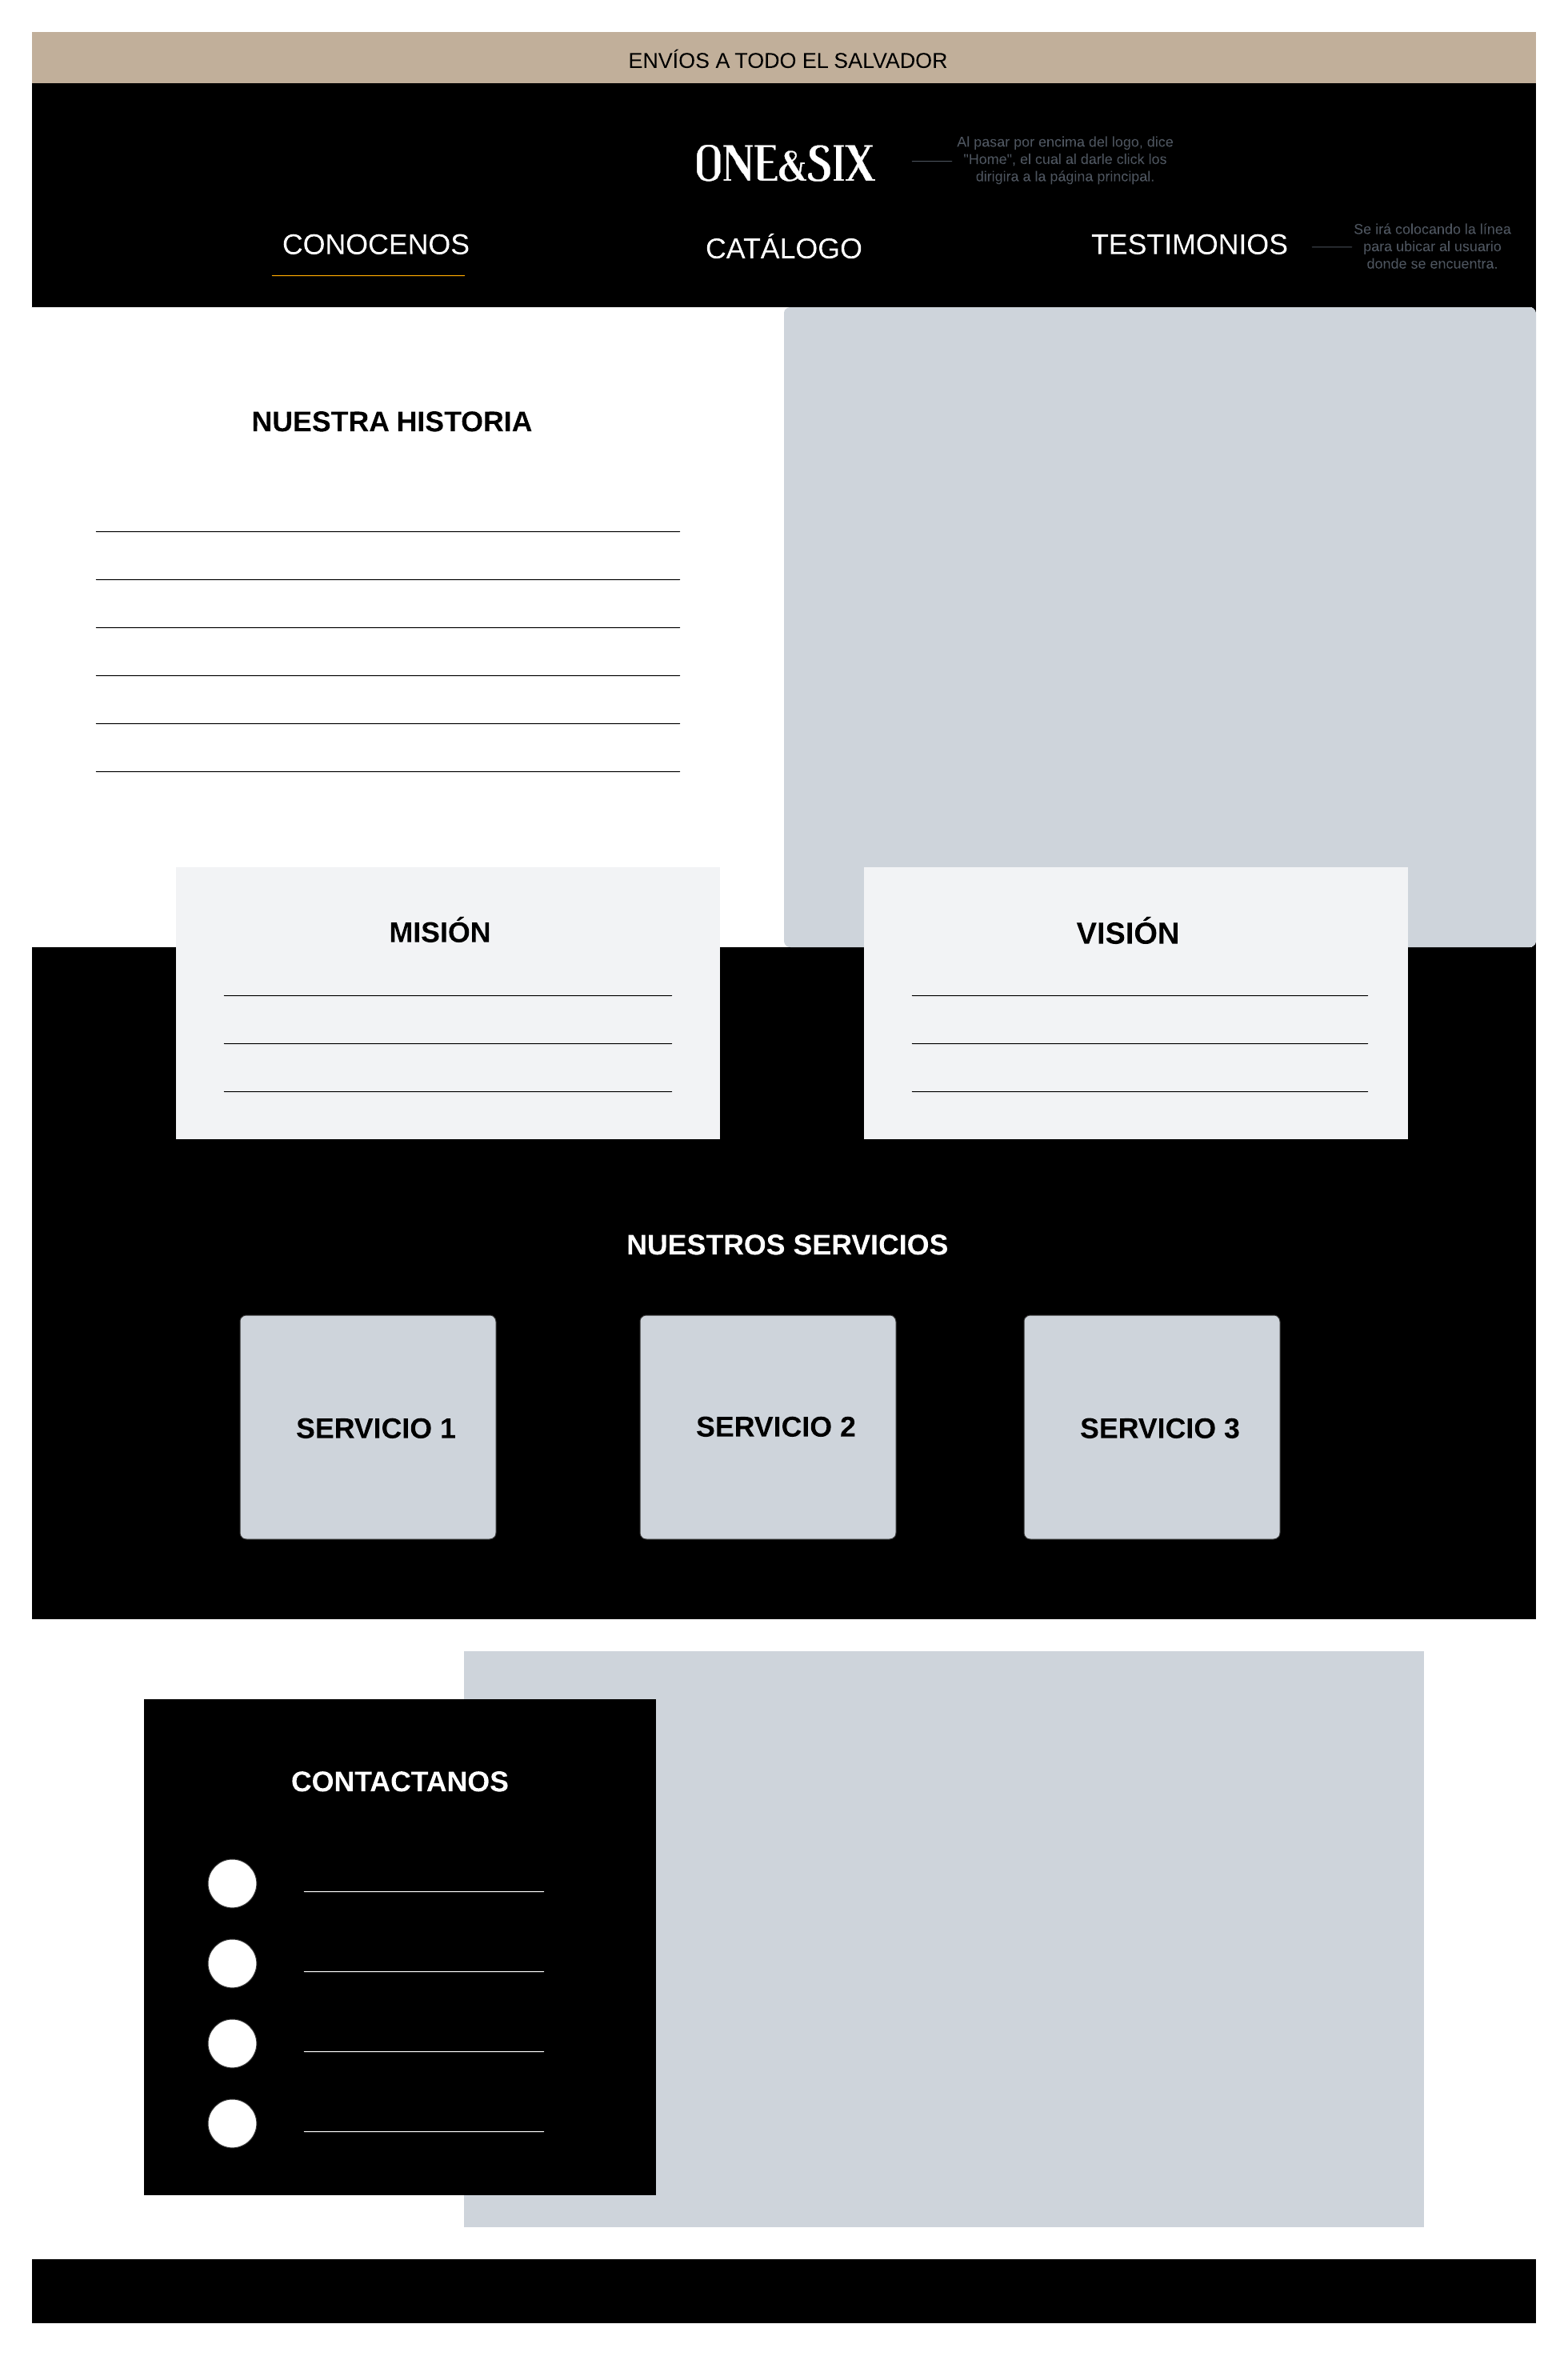 ENVÍOS A TODO EL SALVADOR
ONE&SIX
Al pasar por encima del logo, dice
"Home", el cual al darle click los
dirigira a la página principal.
CONOCENOS
CATÁLOGO
TESTIMONIOS
Se irá colocando la línea
para ubicar al usuario
donde se encuentra.
NUESTRA HISTORIA
MISIÓN
VISIÓN
NUESTROS SERVICIOS
SERVICIO 1
SERVICIO 2
SERVICIO 3
CONTACTANOS